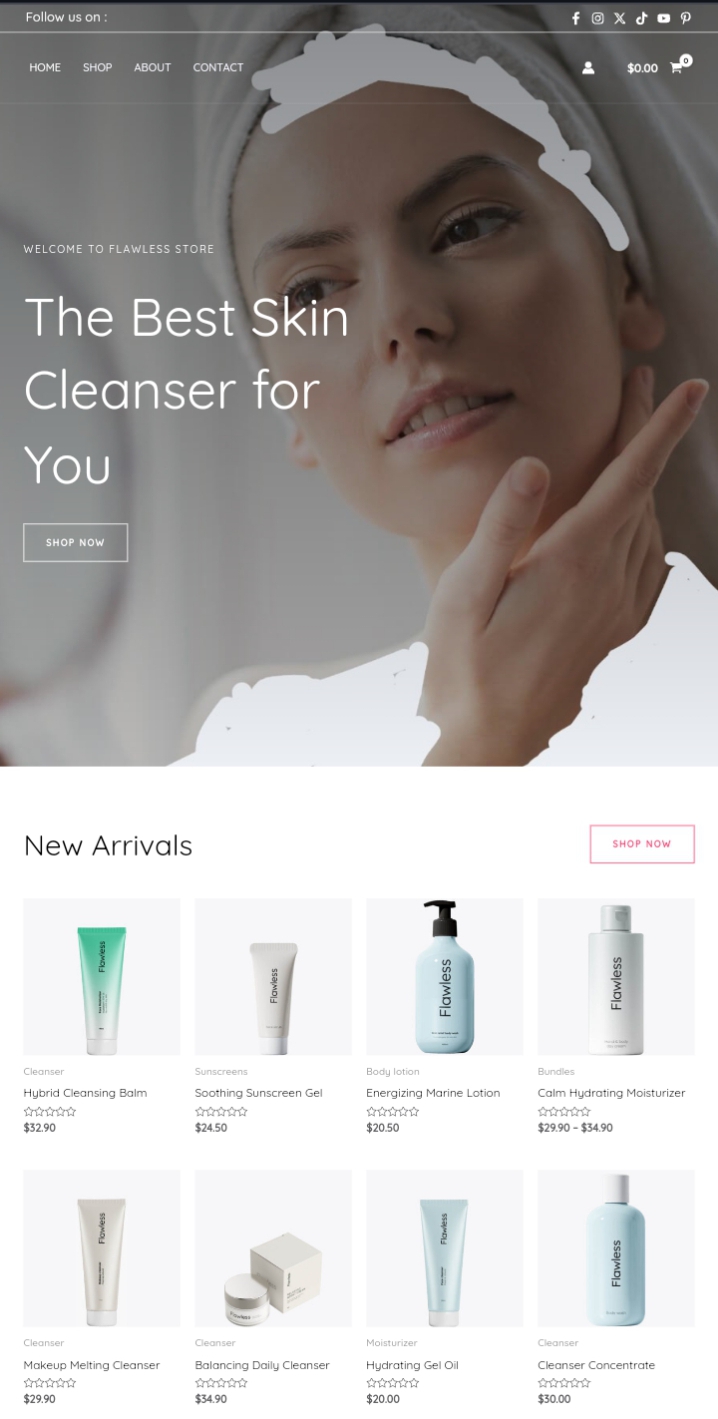 Follow us on :
HOME SHOP ABOUT CONTACT
$0.00
0
WELCOME TO FLAWLESS STORE
The Best Skin
Cleanser for
You
SHOP NOW
New Arrivals
SHOP NOW
Flawless
Flawless
Flawless
Flawless
Cleanser
Hybrid Cleansing Balm
$32.90
Sunscreens
Soothing Sunscreen Gel
$24.50
Body lotion
Energizing Marine Lotion
$20.50
Bundles
Calm Hydrating Moisturizer
$29.90 – $34.90
Flawless
Flawless
Flawless
Flawless
Cleanser
Makeup Melting Cleanser
$29.90
Cleanser
Balancing Daily Cleanser
$34.90
Moisturizer
Hydrating Gel Oil
$20.00
Cleanser
Cleanser Concentrate
$30.00